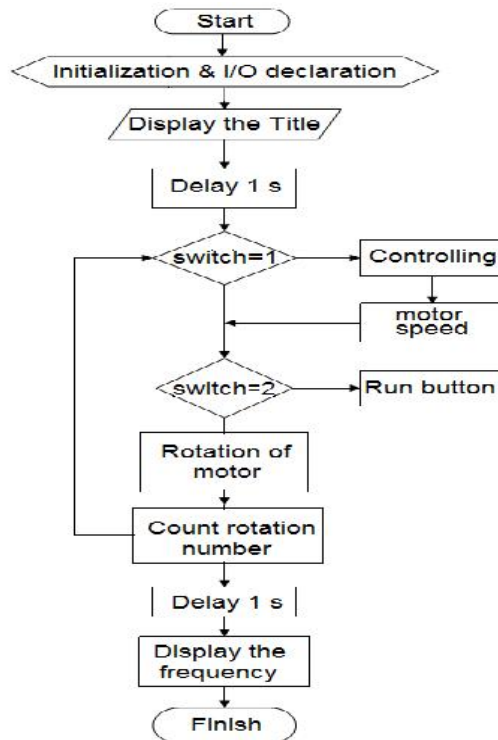 Start
Initialization & I/O declaration
Display the Title
Delay 1 s
switch=1
Controlling
motor
speed
switch=2
Run button
Rotation of
motor
Count rotation
number
Delay 1 s
Display the
frequency
Finish